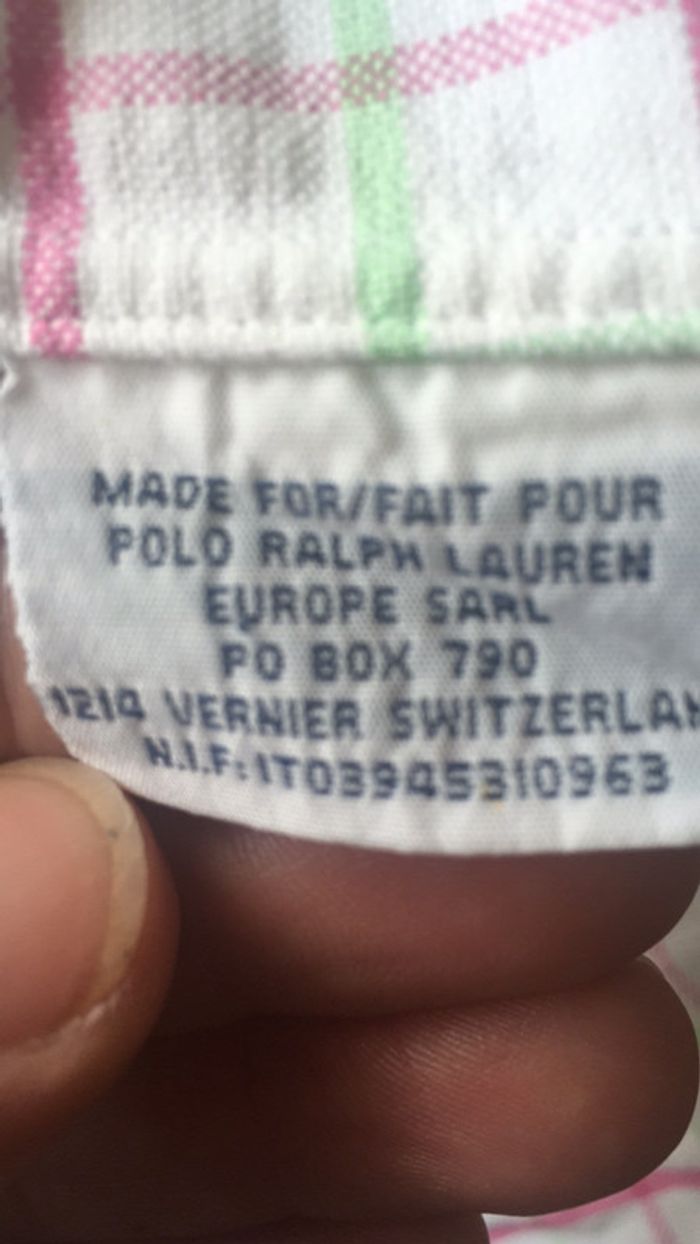 MADE FOR/FAIT POUR
POLO RALPH LAUREN
EUROPE SARL
PO BOX 790
1214 VERNIER SWITZERLAN
N.I.F:IT03945310963